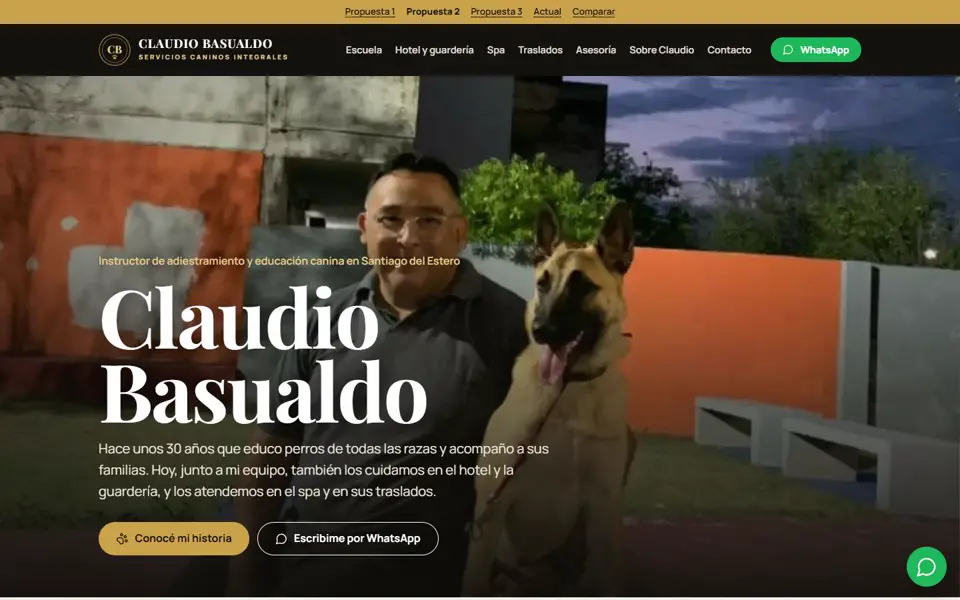 Propuesta 1 Propuesta 2 Propuesta 3 Actual Comparar
CB CLAUDIO BASUALDO
SERVICIOS CANINOS INTEGRALES
Escuela Hotel y guardería Spa Traslados Asesoría Sobre Claudio Contacto WhatsApp
Instructor de adiestramiento y educación canina en Santiago del Estero
Claudio
Basualdo
Hace unos 30 años que educo perros de todas las razas y acompaño a sus
familias. Hoy, junto a mi equipo, también los cuidamos en el hotel y la
guardería, y los atendemos en el spa y en sus traslados.
Conocé mi historia Escribime por WhatsApp